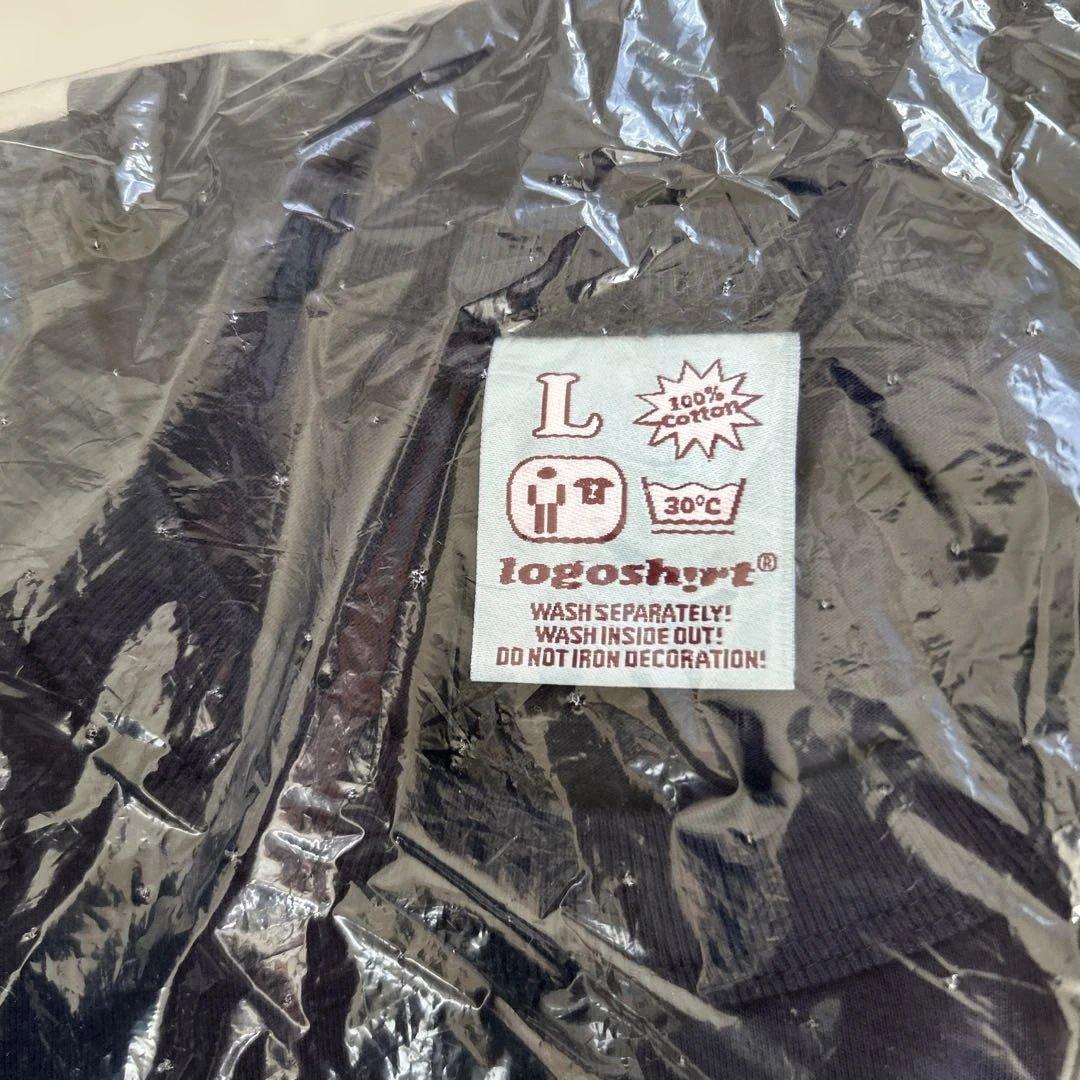 L
100%
Cotton
30°C
logosh!rt®
WASH SEPARATELY!
WASH INSIDE OUT!
DO NOT IRON DECORATION!